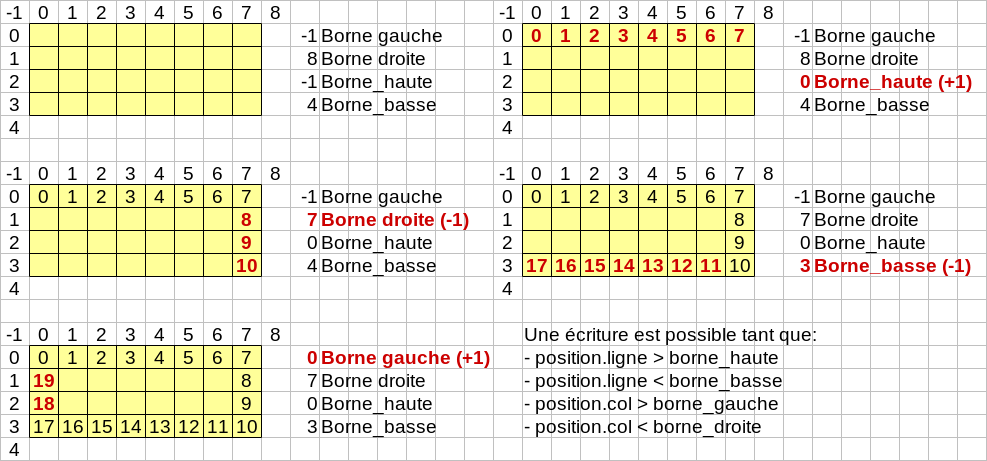 -1 0 1 2 3 4 5 6 7 8
0 -1 Borne gauche
1 8 Borne droite
2 -1 Borne_haute
3 4 Borne_basse
4
-1 0 1 2 3 4 5 6 7 8
0 0 1 2 3 4 5 6 7 -1 Borne gauche
1 8 Borne droite
2 0 Borne_haute (+1)
3 4 Borne_basse
4
-1 0 1 2 3 4 5 6 7 8
0 0 1 2 3 4 5 6 7 -1 Borne gauche
1 8 7 Borne droite (-1)
2 9 0 Borne_haute
3 10 4 Borne_basse
4
-1 0 1 2 3 4 5 6 7 8
0 0 1 2 3 4 5 6 7 -1 Borne gauche
1 8 7 Borne droite
2 9 0 Borne_haute
3 17 16 15 14 13 12 11 10 3 Borne_basse (-1)
4
-1 0 1 2 3 4 5 6 7 8
0 0 1 2 3 4 5 6 7 0 Borne gauche (+1)
1 19 8 7 Borne droite
2 18 9 0 Borne_haute
3 17 16 15 14 13 12 11 10 3 Borne_basse
4
Une écriture est possible tant que:
- position.ligne > borne_haute
- position.ligne < borne_basse
- position.col > borne_gauche
- position.col < borne_droite